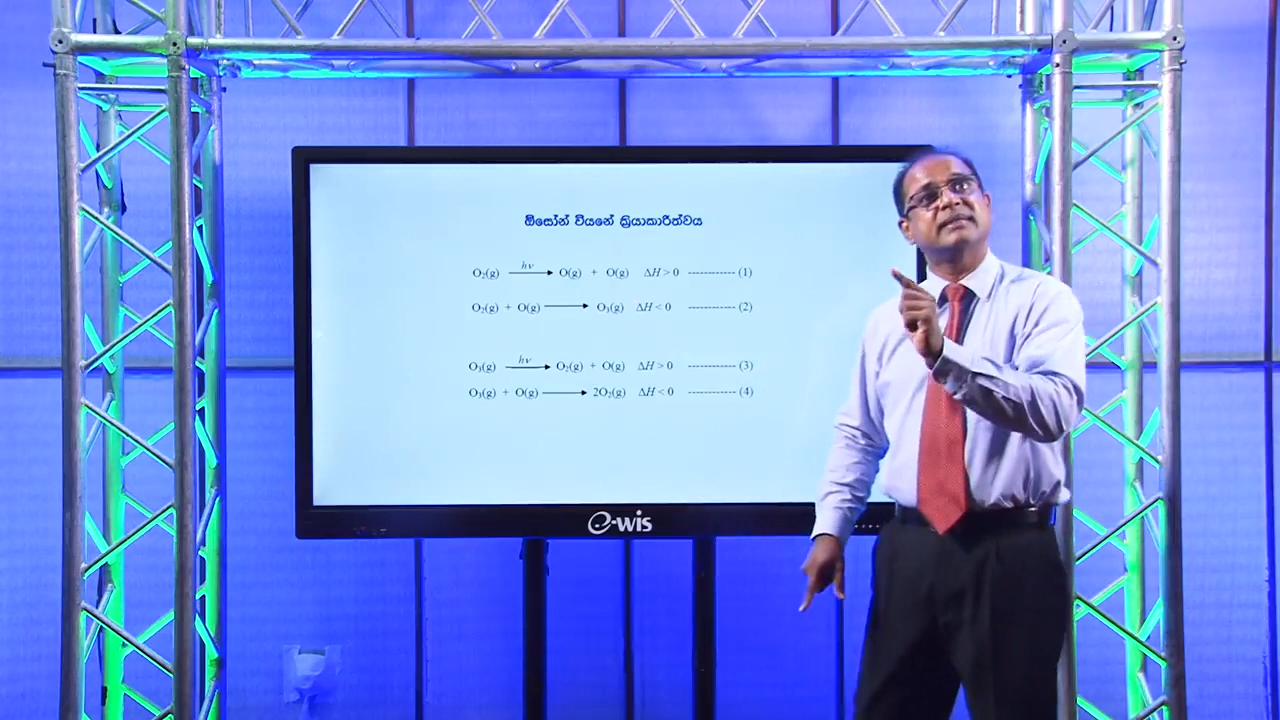 ඕසෝන් වියනේ ක්‍රියාකාරිත්වය
O₂(g) hν → O(g) + O(g) ΔH > 0 ------------ (1)
O₂(g) + O(g) → O₃(g) ΔH < 0 ------------ (2)
O₃(g) hν → O₂(g) + O(g) ΔH > 0 ------------ (3)
O₃(g) + O(g) → 2O₂(g) ΔH < 0 ------------ (4)
e-wis